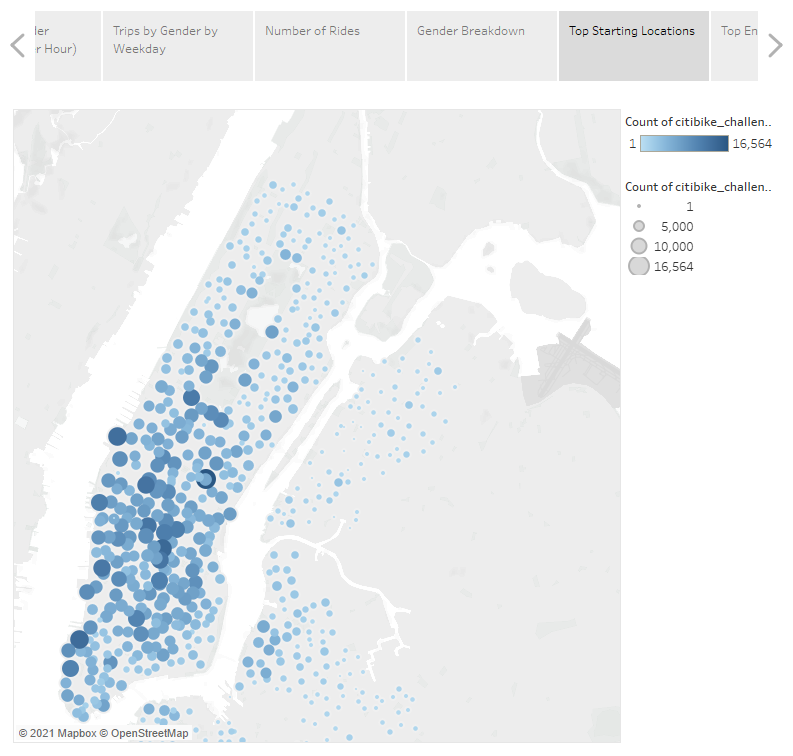 Trips by Gender by
Weekday
Number of Rides
Gender Breakdown
Top Starting Locations
Top En
er Hour)
Count of citibike_challen..
1
16,564
Count of citibike_challen..
1
5,000
10,000
16,564
© 2021 Mapbox © OpenStreetMap